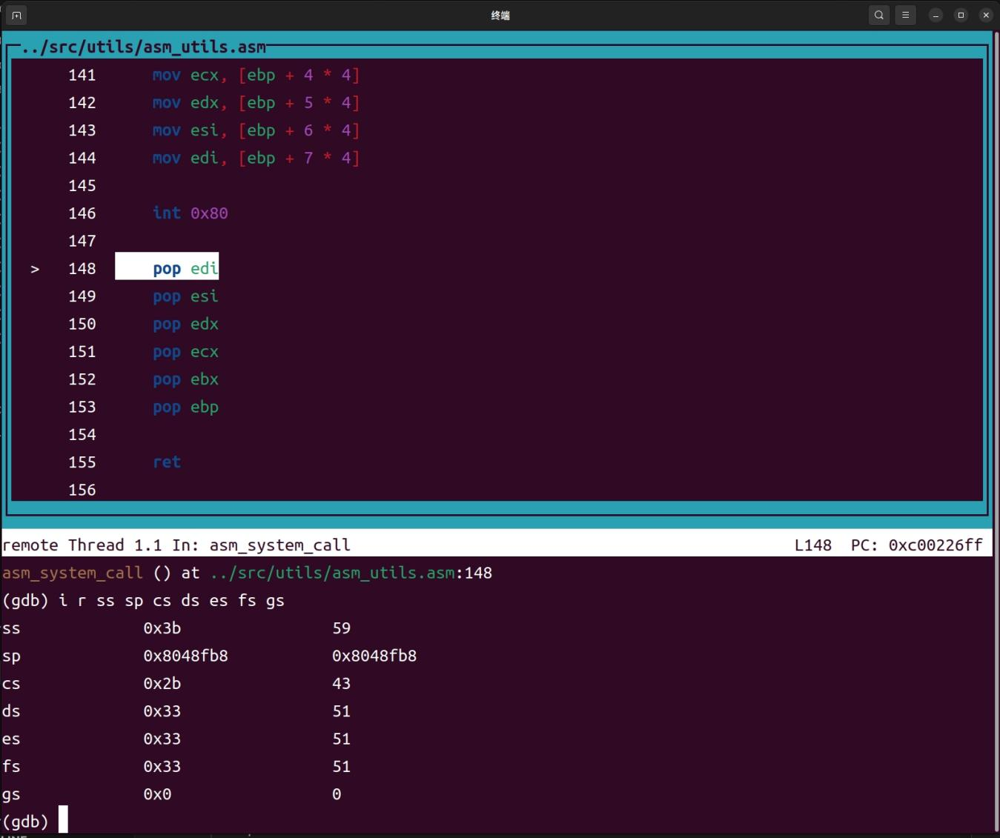 终端
../src/utils/asm_utils.asm
141 mov ecx, [ebp + 4 * 4]
142 mov edx, [ebp + 5 * 4]
143 mov esi, [ebp + 6 * 4]
144 mov edi, [ebp + 7 * 4]
145
146 int 0x80
147
> 148 pop edi
149 pop esi
150 pop edx
151 pop ecx
152 pop ebx
153 pop ebp
154
155 ret
156
remote Thread 1.1 In: asm_system_call L148 PC: 0xc00226ff
asm_system_call () at ../src/utils/asm_utils.asm:148
(gdb) i r ss sp cs ds es fs gs
ss 0x3b 59
sp 0x8048fb8 0x8048fb8
cs 0x2b 43
ds 0x33 51
es 0x33 51
fs 0x33 51
gs 0x0 0
(gdb)